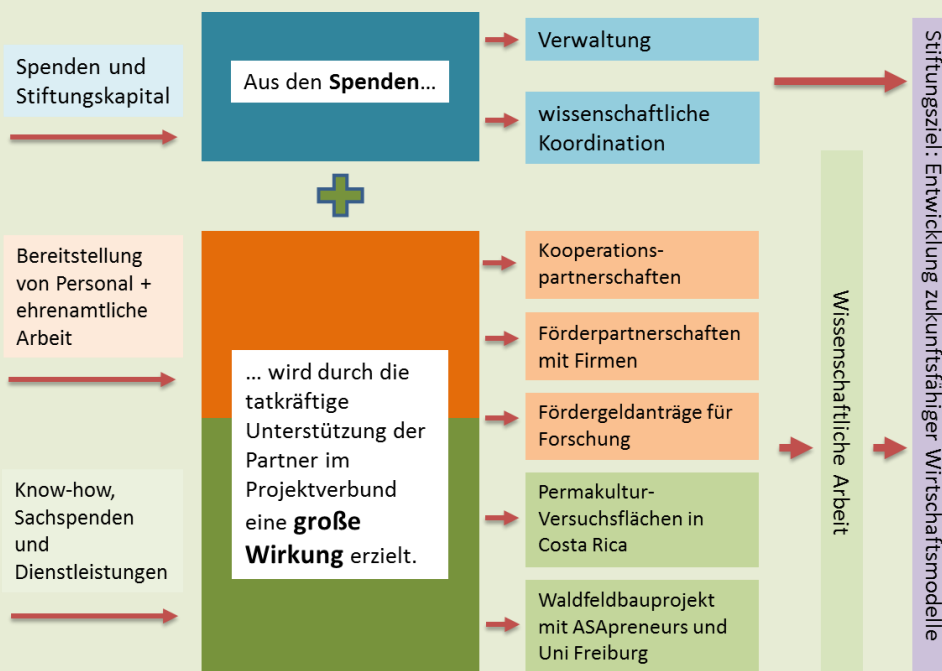 Spenden und
Stiftungskapital
Aus den Spenden...
Verwaltung
wissenschaftliche
Koordination
Bereitstellung
von Personal +
ehrenamtliche
Arbeit
Know-how,
Sachspenden
und
Dienstleistungen
... wird durch die
tatkräftige
Unterstützung der
Partner im
Projektverbund
eine große
Wirkung erzielt.
Kooperations-
partnerschaften
Förderpartnerschaften
mit Firmen
Fördergeldanträge für
Forschung
Permakultur-
Versuchsflächen in
Costa Rica
Waldfeldbauprojekt
mit ASApreneurs und
Uni Freiburg
Wissenschaftliche Arbeit
Stiftungsziel: Entwicklung zukunftsfähiger Wirtschaftsmodelle